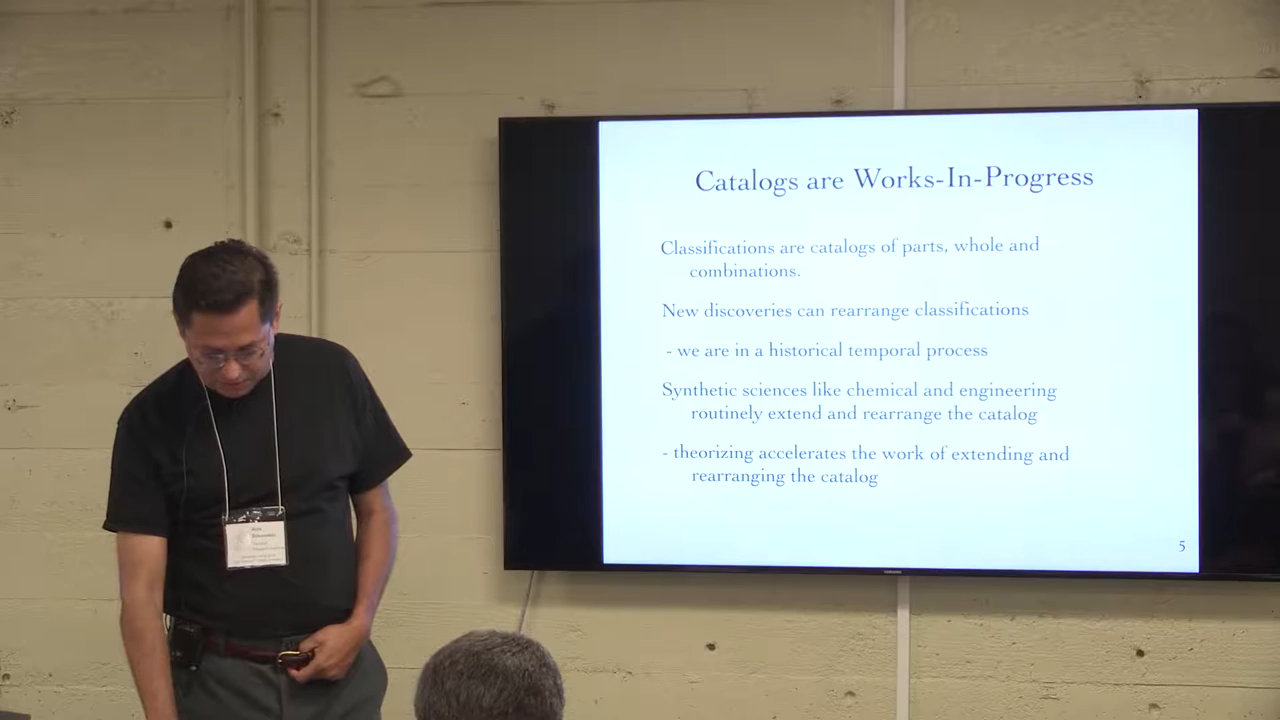 Catalogs are Works-In-Progress
Classifications are catalogs of parts, whole and
combinations.
New discoveries can rearrange classifications
- we are in a historical temporal process
Synthetic sciences like chemical and engineering
routinely extend and rearrange the catalog
- theorizing accelerates the work of extending and
rearranging the catalog
5